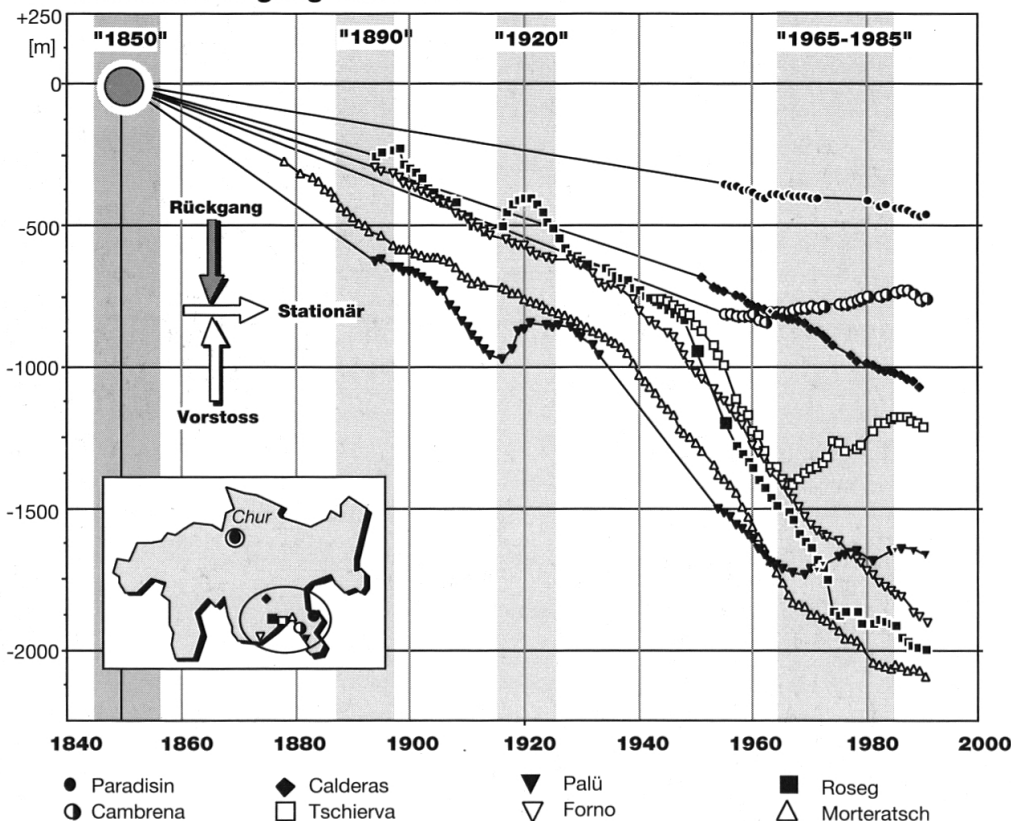 +250
[m]
"1850"
"1890"
"1920"
"1965-1985"
0
Rückgang
-500
Stationär
-1000
Vorstoss
-1500
Chur
-2000
1840 1860 1880 1900 1920 1940 1960 1980 2000
Paradisin Calderas Palü Roseg
Cambrena Tschierva Forno Morteratsch